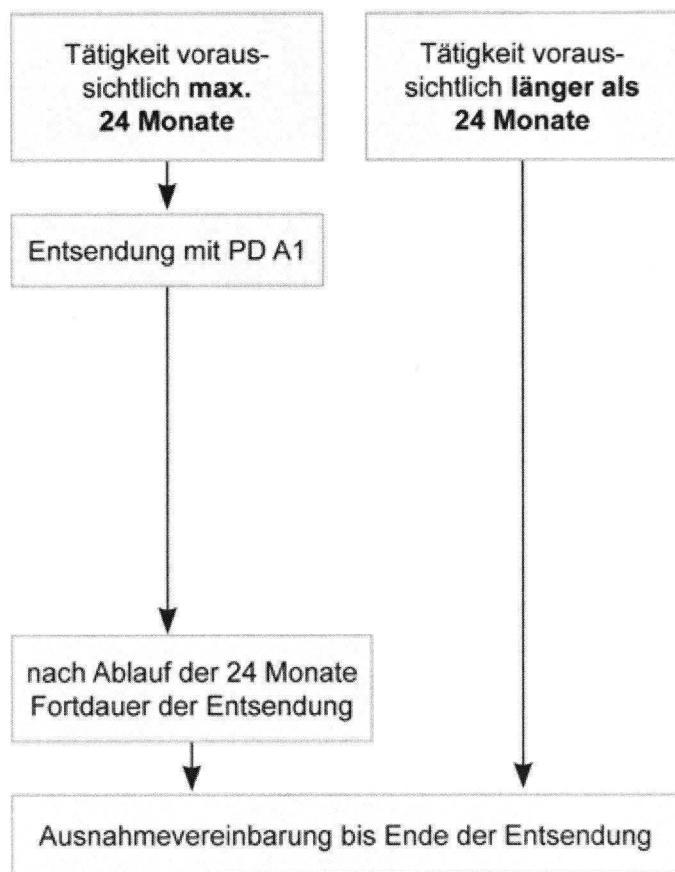 Tätigkeit voraus-
sichtlich max.
24 Monate
Tätigkeit voraus-
sichtlich länger als
24 Monate
Entsendung mit PD A1
nach Ablauf der 24 Monate
Fortdauer der Entsendung
Ausnahmevereinbarung bis Ende der Entsendung